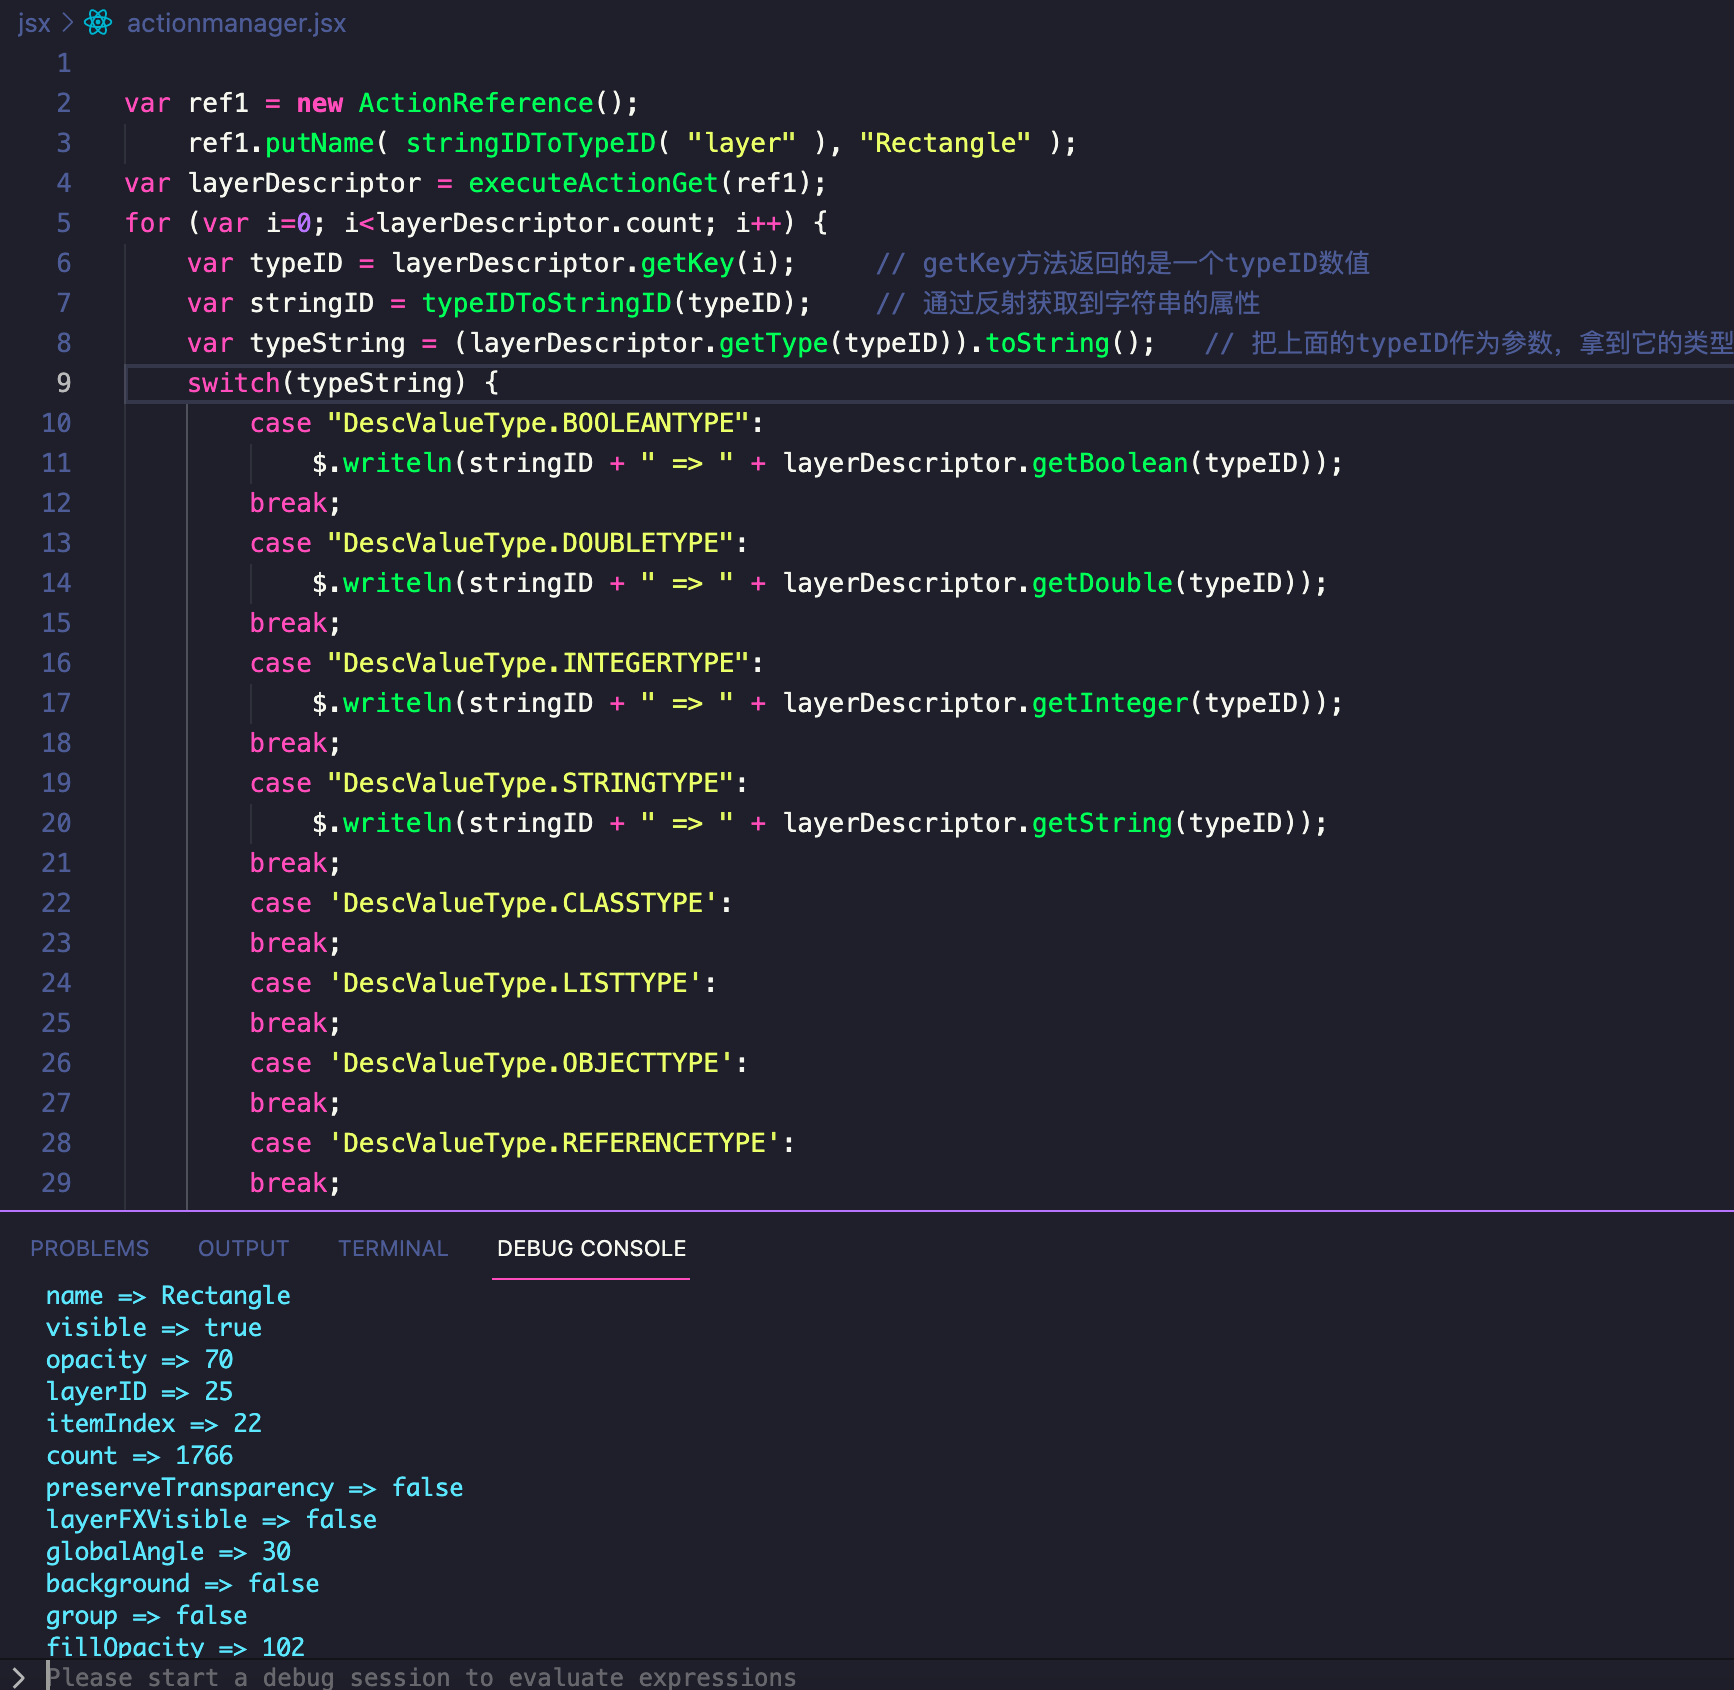 jsx > actionmanager.jsx
1
2 var ref1 = new ActionReference();
3 ref1.putName( stringIDToTypeID( "layer" ), "Rectangle" );
4 var layerDescriptor = executeActionGet(ref1);
5 for (var i=0; i<layerDescriptor.count; i++) {
6 var typeID = layerDescriptor.getKey(i); // getKey方法返回的是一个typeID数值
7 var stringID = typeIDToStringID(typeID); // 通过反射获取到字符串的属性
8 var typeString = (layerDescriptor.getType(typeID)).toString(); // 把上面的typeID作为参数，拿到它的类型
9 switch(typeString) {
10 case "DescValueType.BOOLEANTYPE":
11 $.writeln(stringID + " => " + layerDescriptor.getBoolean(typeID));
12 break;
13 case "DescValueType.DOUBLETYPE":
14 $.writeln(stringID + " => " + layerDescriptor.getDouble(typeID));
15 break;
16 case "DescValueType.INTEGERTYPE":
17 $.writeln(stringID + " => " + layerDescriptor.getInteger(typeID));
18 break;
19 case "DescValueType.STRINGTYPE":
20 $.writeln(stringID + " => " + layerDescriptor.getString(typeID));
21 break;
22 case 'DescValueType.CLASSTYPE':
23 break;
24 case 'DescValueType.LISTTYPE':
25 break;
26 case 'DescValueType.OBJECTTYPE':
27 break;
28 case 'DescValueType.REFERENCETYPE':
29 break;
PROBLEMS OUTPUT TERMINAL DEBUG CONSOLE
name => Rectangle
visible => true
opacity => 70
layerID => 25
itemIndex => 22
count => 1766
preserveTransparency => false
layerFXVisible => false
globalAngle => 30
background => false
group => false
fillOpacity => 102
> Please start a debug session to evaluate expressions